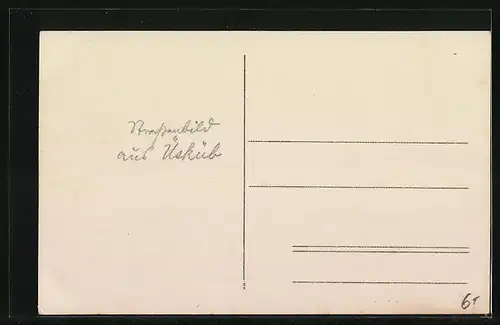 Straßenbild
aus Üsküb
6,-